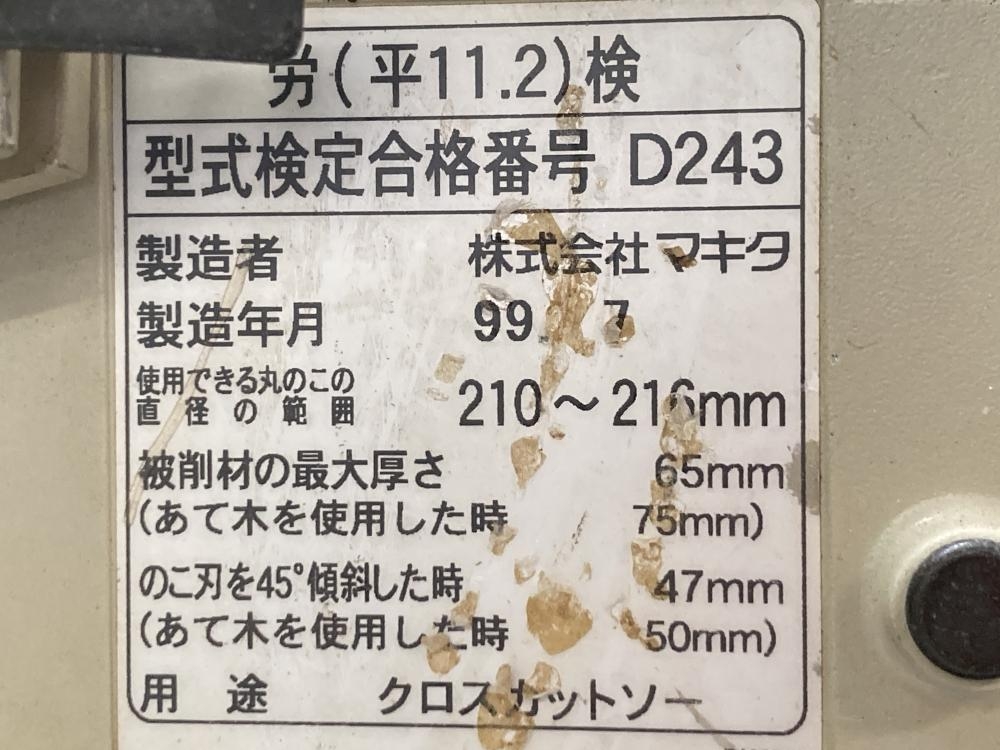 労(平11.2)検
型式検定合格番号 D243
製造者 株式会社マキタ
製造年月 99. 7
使用できる丸のこの
直径の範囲 210～216mm
被削材の最大厚さ 65mm
(あて木を使用した時 75mm)
のこ刃を45°傾斜した時 47mm
(あて木を使用した時 50mm)
用途 クロスカットソー